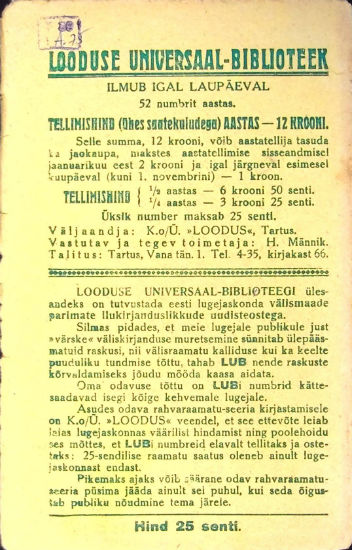 LOODUSE UNIVERSAAL-BIBLIOTEEK
ILMUB IGAL LAUPÄEVAL
52 numbrit aastas.
TELLIMISHIND (ühes saatekuludega) AASTAS — 12 KROONI.
Selle summa, 12 krooni, võib aastatellija tasuda
ka jaokaupa, makstes aastatellimise sisseandmisel
jaanuarikuu eest 2 krooni ja igal järgneval esimesel
kuupäeval (kuni 1. novembrini) — 1 kroon.
TELLIMISHIND { ½ aastas — 6 krooni 50 senti.
¼ aastas — 3 krooni 25 senti.
Üksik number maksab 25 senti.
Väljaandja: K.o/Ü. »LOODUS«, Tartus.
Vastutav ja tegev toimetaja: H. Männik.
Talitus: Tartus, Vana tän. 1. Tel. 4-35, kirjakast 66.
LOODUSE UNIVERSAAL-BIBLIOTEEGI üles-
andeks on tutvustada eesti lugejaskonda välismaade
parimate ilukirjanduslikkude uudisteostega.
Silmas pidades, et meie lugejale publikule just
»värske« väliskirjanduse muretsemine sünnitab ülepääs-
matuid raskusi, nii välisraamatu kalliduse kui ka keelte
puuduliku tundmise tõttu, tahab LUB nende raskuste
kõrvaldamiseks jõudu mööda kaasa aidata.
Oma odavuse tõttu on LUBi numbrid kätte-
saadavad isegi kõige kehvemale lugejale.
Asudes odava rahvaraamatu-seeria kirjastamisele
on K.o/Ü. »LOODUS« veendel, et see ettevõte leiab
laias lugejaskonnas väärilist hindamist ning poolehoidu
ses mõttes, et LUBi numbreid elavalt tellitaks ja oste-
taks: 25-sendilise raamatu saatus oleneb ainult luge-
jaskonnast endast.
Pikemaks ajaks võib säärane odav rahvaraamatu-
seeria püsima jääda ainult sel puhul, kui seda õigus-
tab publiku nõudmine tema järele.
Hind 25 senti.